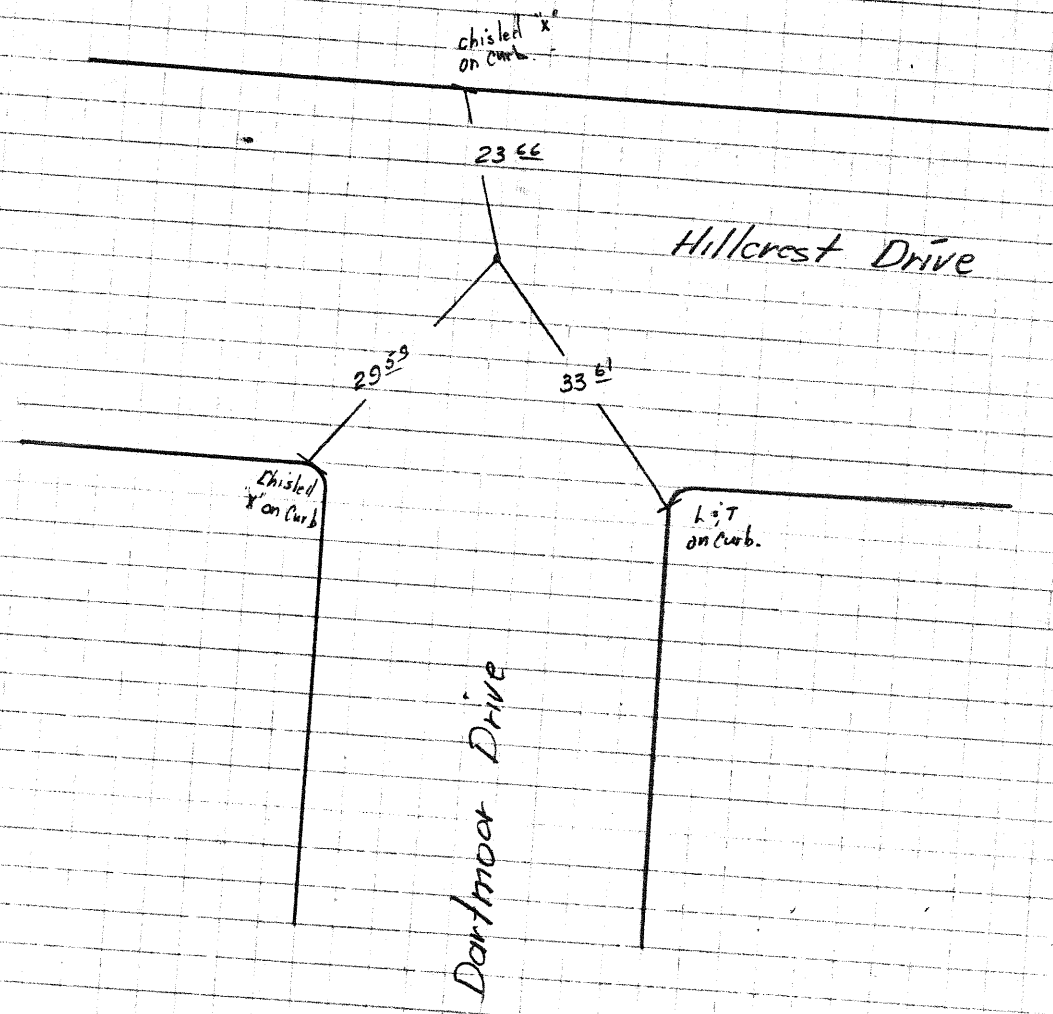 chisled "x"
on curb.
23 66
Hillcrest Drive
29 59
33 61
Chisled
"X" on Curb
L & T
on Curb.
Dartmoor Drive